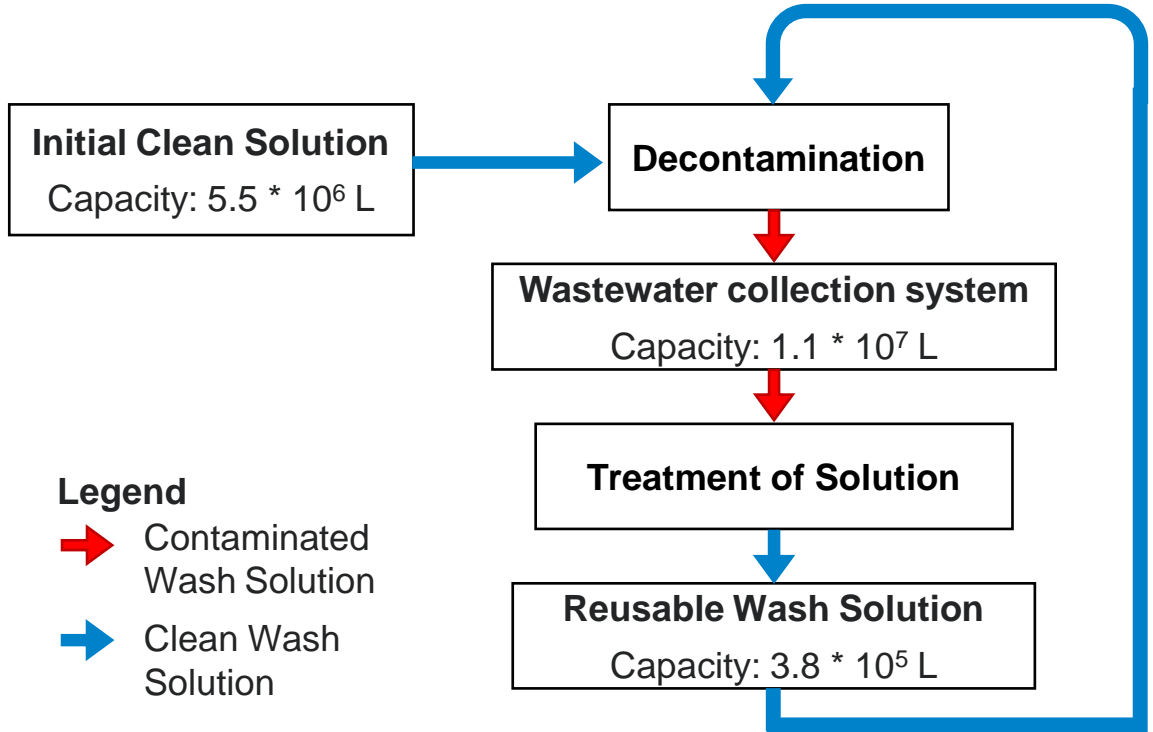 Initial Clean Solution
Capacity: 5.5 * 10⁶ L
Decontamination
Wastewater collection system
Capacity: 1.1 * 10⁷ L
Treatment of Solution
Reusable Wash Solution
Capacity: 3.8 * 10⁵ L
Legend
Contaminated
Wash Solution
Clean Wash
Solution